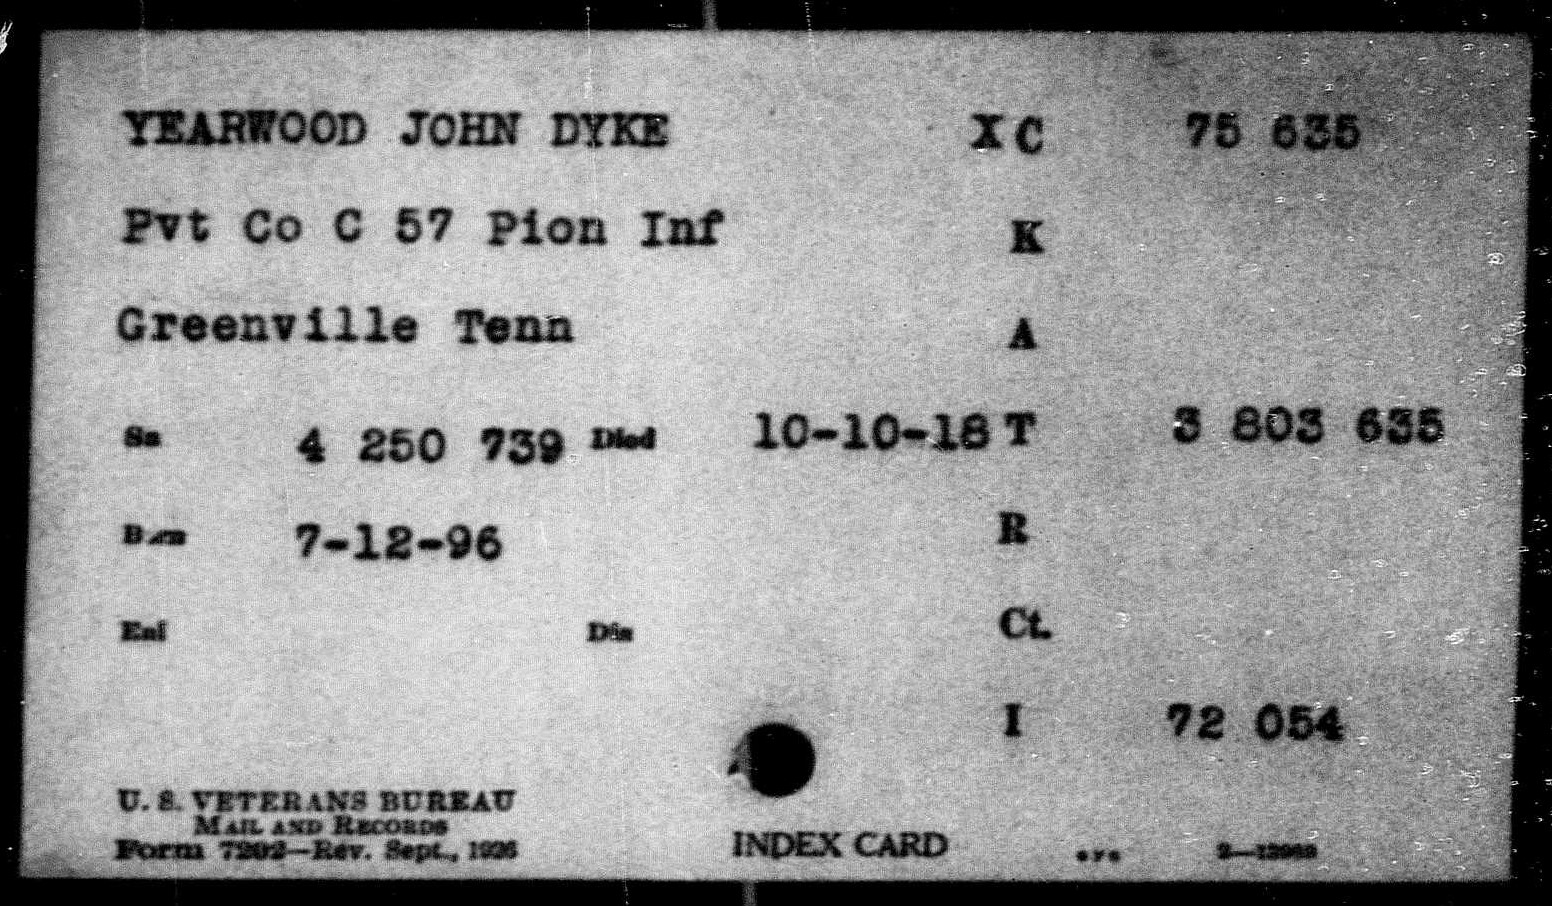 YEARWOOD JOHN DYKE XC 75 635
Pvt Co C 57 Pion Inf K
Greenville Tenn A
Sn 4 250 739 Died 10-10-18 T 3 803 635
Born 7-12-96 R
Enl Dis Ct.
I 72 054
U. S. VETERANS BUREAU
MAIL AND RECORDS
Form 7202—Rev. Sept., 1926
INDEX CARD